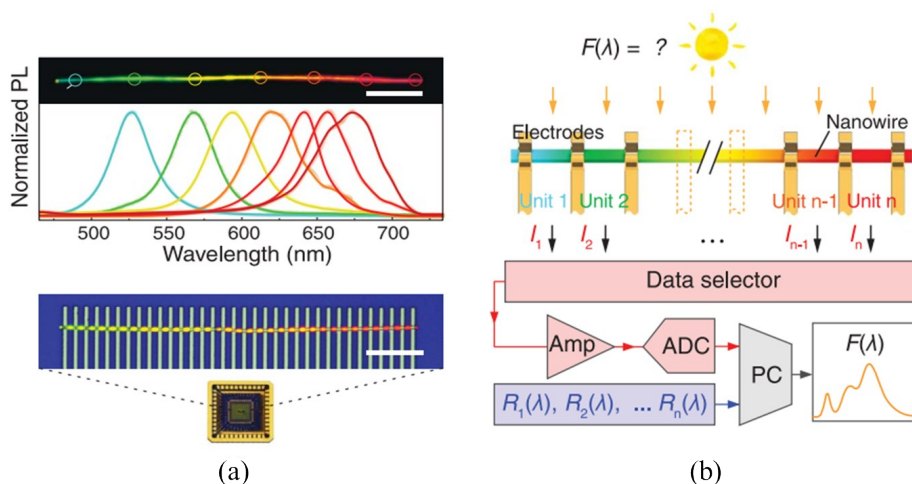 Normalized PL
500 550 600 650 700
Wavelength (nm)
(a)
F(λ) = ?
Electrodes
Nanowire
Unit 1 Unit 2 Unit n-1 Unit n
I1 I2 ... In-1 In
Data selector
Amp ADC PC F(λ)
R1(λ), R2(λ), ... Rn(λ)
(b)